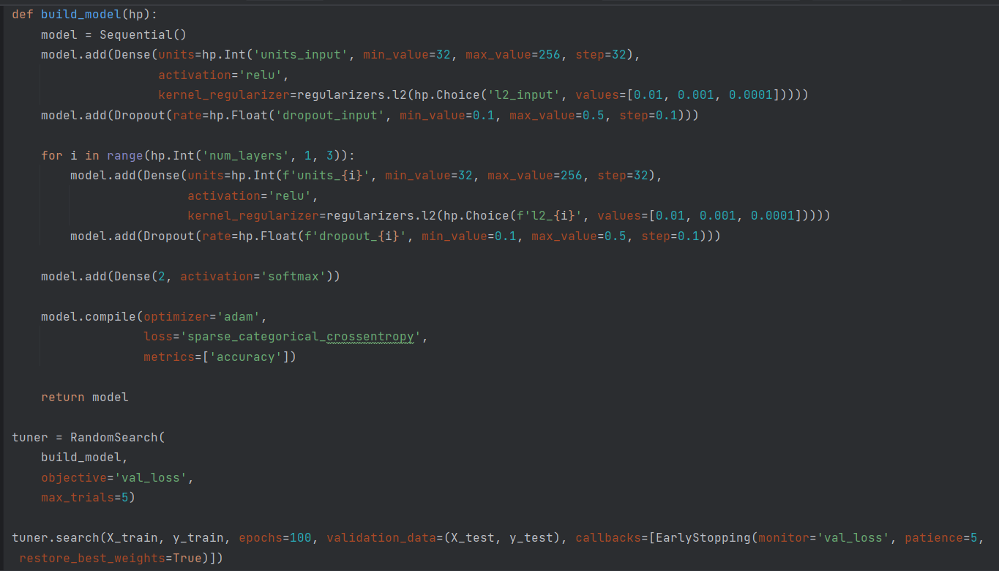 def build_model(hp):
    model = Sequential()
    model.add(Dense(units=hp.Int('units_input', min_value=32, max_value=256, step=32),
                    activation='relu',
                    kernel_regularizer=regularizers.l2(hp.Choice('l2_input', values=[0.01, 0.001, 0.0001]))))
    model.add(Dropout(rate=hp.Float('dropout_input', min_value=0.1, max_value=0.5, step=0.1)))

    for i in range(hp.Int('num_layers', 1, 3)):
        model.add(Dense(units=hp.Int(f'units_{i}', min_value=32, max_value=256, step=32),
                        activation='relu',
                        kernel_regularizer=regularizers.l2(hp.Choice(f'l2_{i}', values=[0.01, 0.001, 0.0001]))))
        model.add(Dropout(rate=hp.Float(f'dropout_{i}', min_value=0.1, max_value=0.5, step=0.1)))

    model.add(Dense(2, activation='softmax'))

    model.compile(optimizer='adam',
                  loss='sparse_categorical_crossentropy',
                  metrics=['accuracy'])

    return model

tuner = RandomSearch(
    build_model,
    objective='val_loss',
    max_trials=5)

tuner.search(X_train, y_train, epochs=100, validation_data=(X_test, y_test), callbacks=[EarlyStopping(monitor='val_loss', patience=5,
 restore_best_weights=True)])